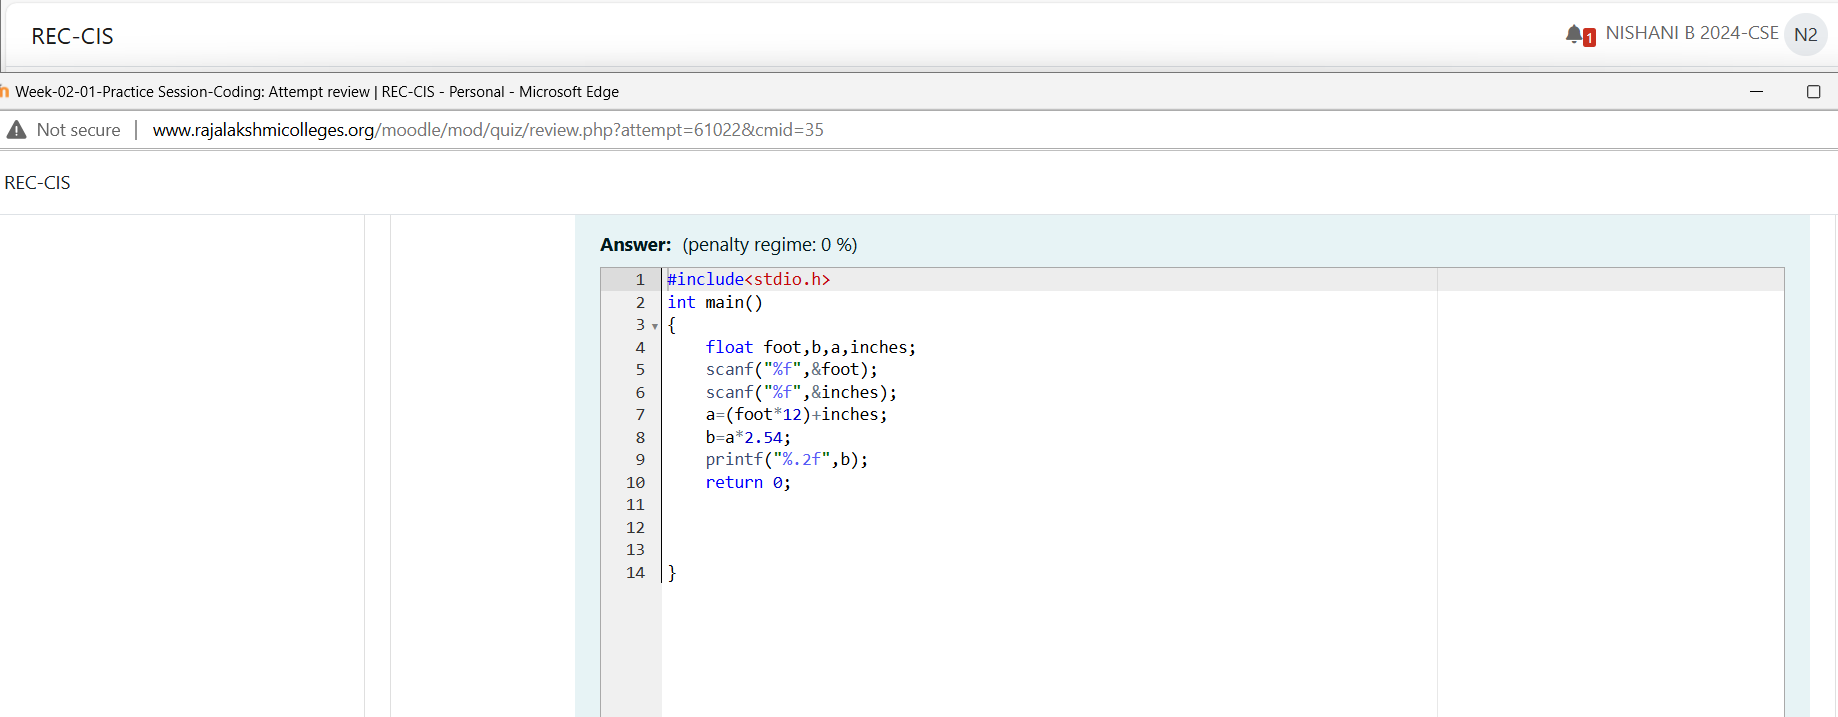 REC-CIS
1 NISHANI B 2024-CSE N2
Week-02-01-Practice Session-Coding: Attempt review | REC-CIS - Personal - Microsoft Edge
Not secure | www.rajalakshmicolleges.org/moodle/mod/quiz/review.php?attempt=61022&cmid=35
REC-CIS
Answer: (penalty regime: 0 %)
1 #include<stdio.h>
2 int main()
3 {
4     float foot,b,a,inches;
5     scanf("%f",&foot);
6     scanf("%f",&inches);
7     a=(foot*12)+inches;
8     b=a*2.54;
9     printf("%.2f",b);
10     return 0;
11
12
13
14 }